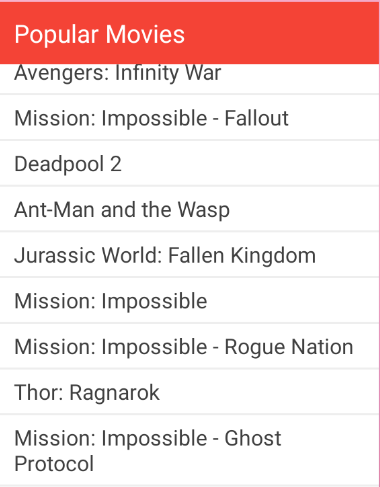 Popular Movies
Avengers: Infinity War
Mission: Impossible - Fallout
Deadpool 2
Ant-Man and the Wasp
Jurassic World: Fallen Kingdom
Mission: Impossible
Mission: Impossible - Rogue Nation
Thor: Ragnarok
Mission: Impossible - Ghost
Protocol